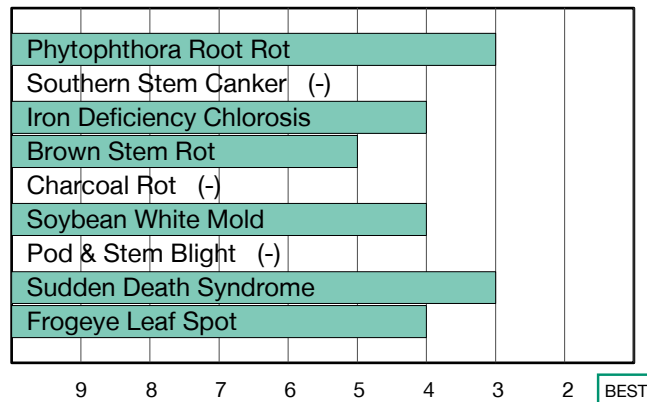 Phytophthora Root Rot
Southern Stem Canker (-)
Iron Deficiency Chlorosis
Brown Stem Rot
Charcoal Rot (-)
Soybean White Mold
Pod & Stem Blight (-)
Sudden Death Syndrome
Frogeye Leaf Spot
9 8 7 6 5 4 3 2 BEST